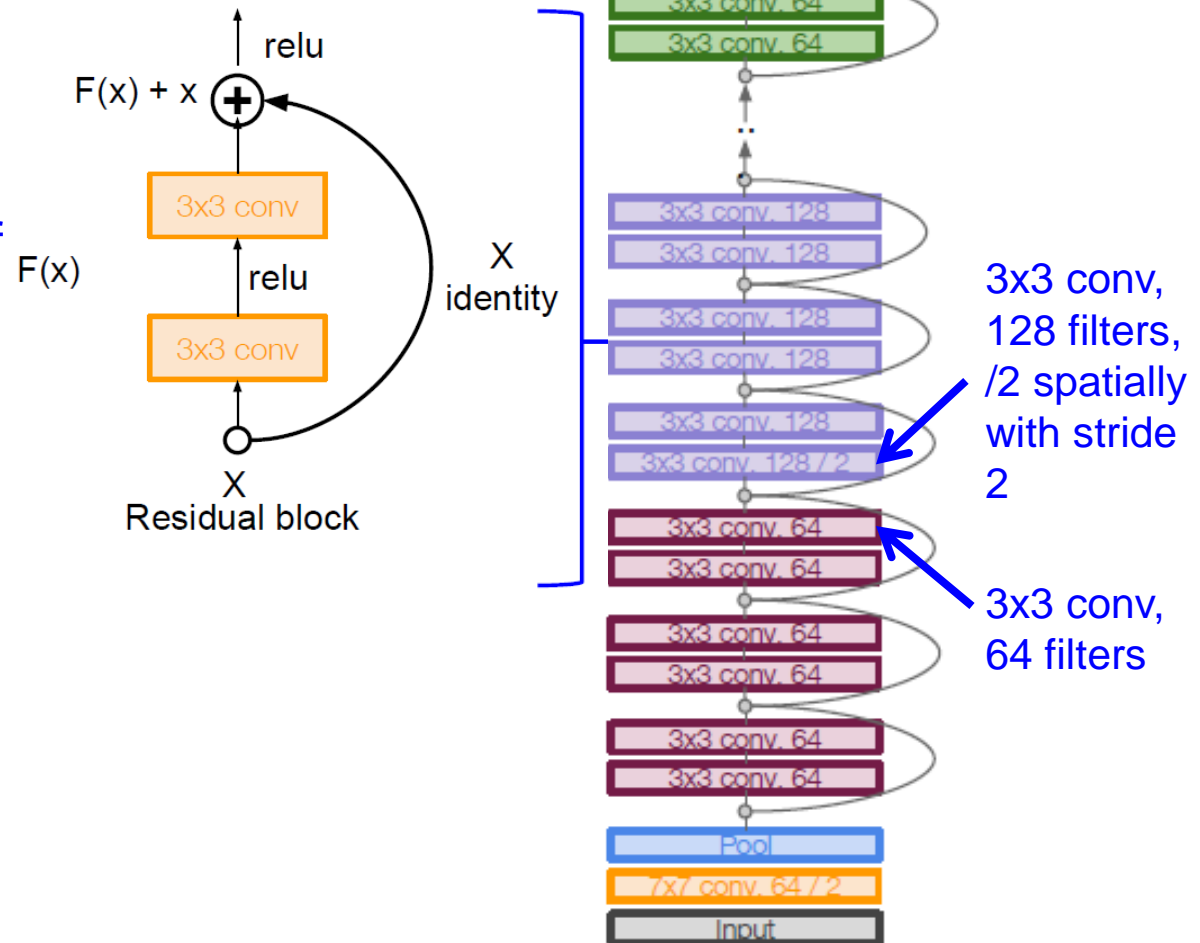 relu
F(x) + x
+
3x3 conv
F(x)
relu
X
identity
3x3 conv
X
Residual block
3x3 conv, 64
3x3 conv, 64
..
3x3 conv, 128
3x3 conv, 128
3x3 conv, 128
3x3 conv, 128
3x3 conv, 128
3x3 conv, 128 / 2
3x3 conv, 64
3x3 conv, 64
3x3 conv, 64
3x3 conv, 64
3x3 conv, 64
3x3 conv, 64
Pool
7x7 conv, 64 / 2
Input
3x3 conv,
128 filters,
/2 spatially
with stride
2
3x3 conv,
64 filters